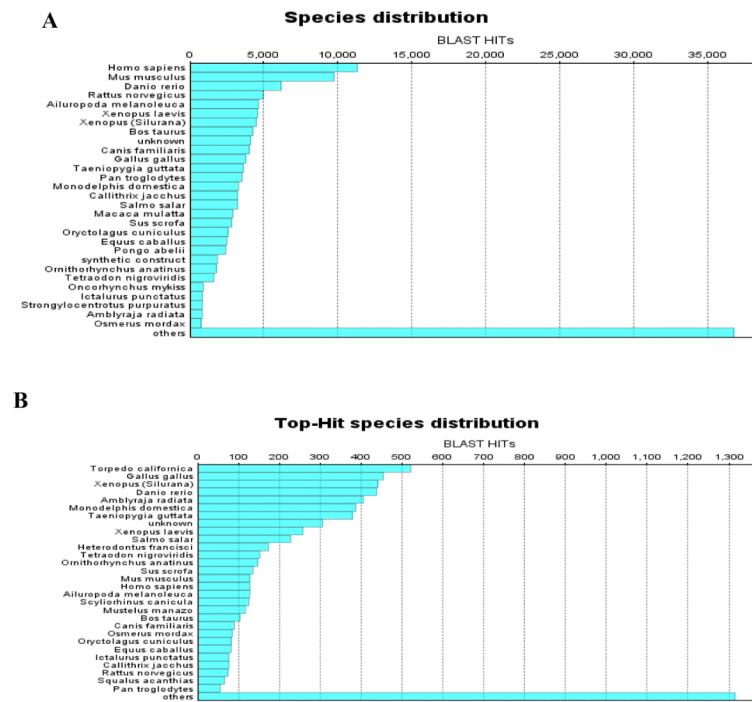 A
Species distribution
BLAST HITs
0 5,000 10,000 15,000 20,000 25,000 30,000 35,000
Homo sapiens
Mus musculus
Danio rerio
Rattus norvegicus
Ailuropoda melanoleuca
Xenopus laevis
Xenopus (Silurana)
Bos taurus
unknown
Canis familiaris
Gallus gallus
Taeniopygia guttata
Pan troglodytes
Monodelphis domestica
Callithrix jacchus
Salmo salar
Macaca mulatta
Sus scrofa
Oryctolagus cuniculus
Equus caballus
Pongo abelii
synthetic construct
Ornithorhynchus anatinus
Tetraodon nigroviridis
Oncorhynchus mykiss
Ictalurus punctatus
Strongylocentrotus purpuratus
Amblyraja radiata
Osmerus mordax
others
B
Top-Hit species distribution
BLAST HITs
0 100 200 300 400 500 600 700 800 900 1,000 1,100 1,200 1,300
Torpedo californica
Gallus gallus
Xenopus (Silurana)
Danio rerio
Amblyraja radiata
Monodelphis domestica
Taeniopygia guttata
unknown
Xenopus laevis
Salmo salar
Heterodontus francisci
Tetraodon nigroviridis
Ornithorhynchus anatinus
Sus scrofa
Mus musculus
Homo sapiens
Ailuropoda melanoleuca
Scyliorhinus canicula
Mustelus manazo
Bos taurus
Canis familiaris
Osmerus mordax
Oryctolagus cuniculus
Equus caballus
Ictalurus punctatus
Callithrix jacchus
Rattus norvegicus
Squalus acanthias
Pan troglodytes
others